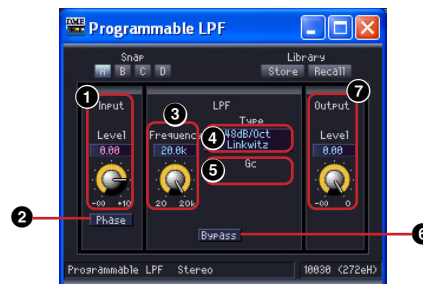 DME Programmable LPF
Snap Library
A B C D Store Recall
1 3 7
Input LPF Output
Type
Level Frequency 4 48dB/Oct Level
0.00 20.0k Linkwitz 0.00
5 Gc
-∞ +10 20 20k -∞ 0
2 Phase
Bypass 6
Programmable LPF Stereo 10030 (272eH)